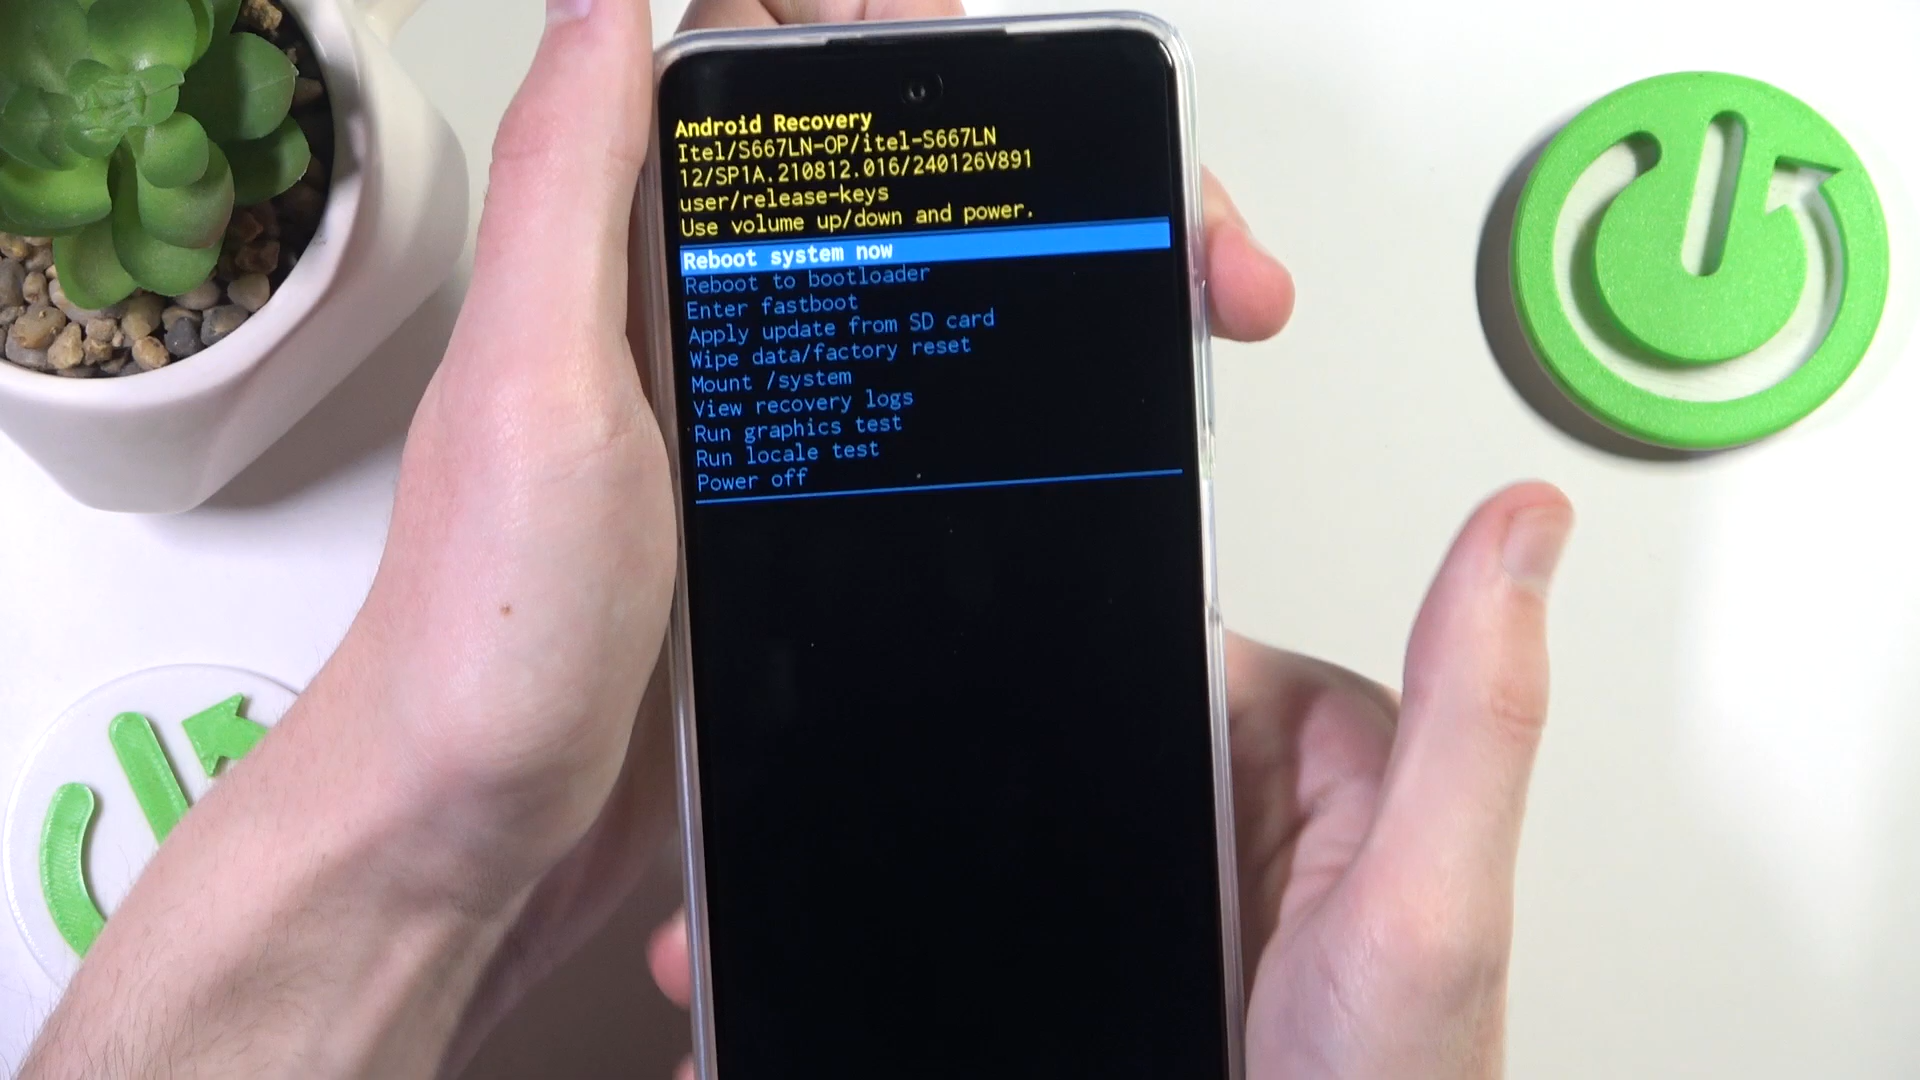 Android Recovery
Itel/S667LN-OP/itel-S667LN
12/SP1A.210812.016/240126V891
user/release-keys
Use volume up/down and power.
Reboot system now
Reboot to bootloader
Enter fastboot
Apply update from SD card
Wipe data/factory reset
Mount /system
View recovery logs
Run graphics test
Run locale test
Power off